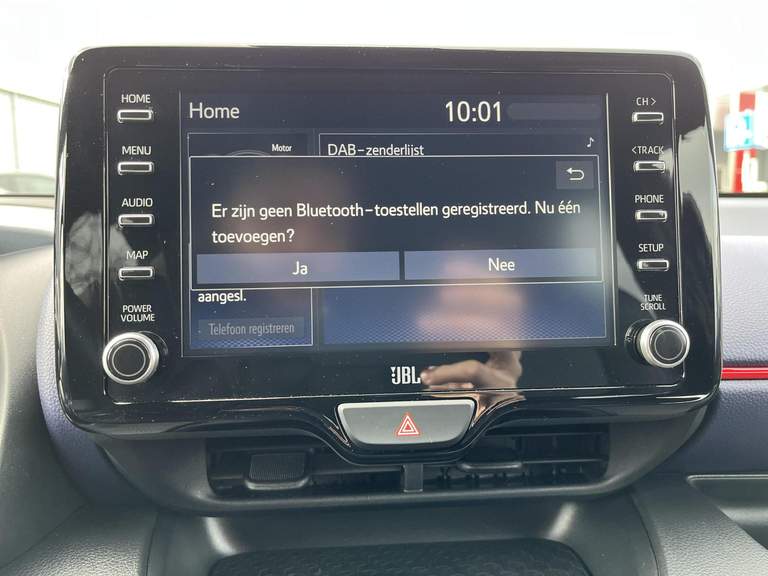 HOME
MENU
AUDIO
MAP
POWER
VOLUME
Home
10:01
Motor
DAB-zenderlijst
Er zijn geen Bluetooth-toestellen geregistreerd. Nu één
toevoegen?
Ja
Nee
aangesl.
Telefoon registreren
CH >
< TRACK
PHONE
SETUP
TUNE
SCROLL
JBL